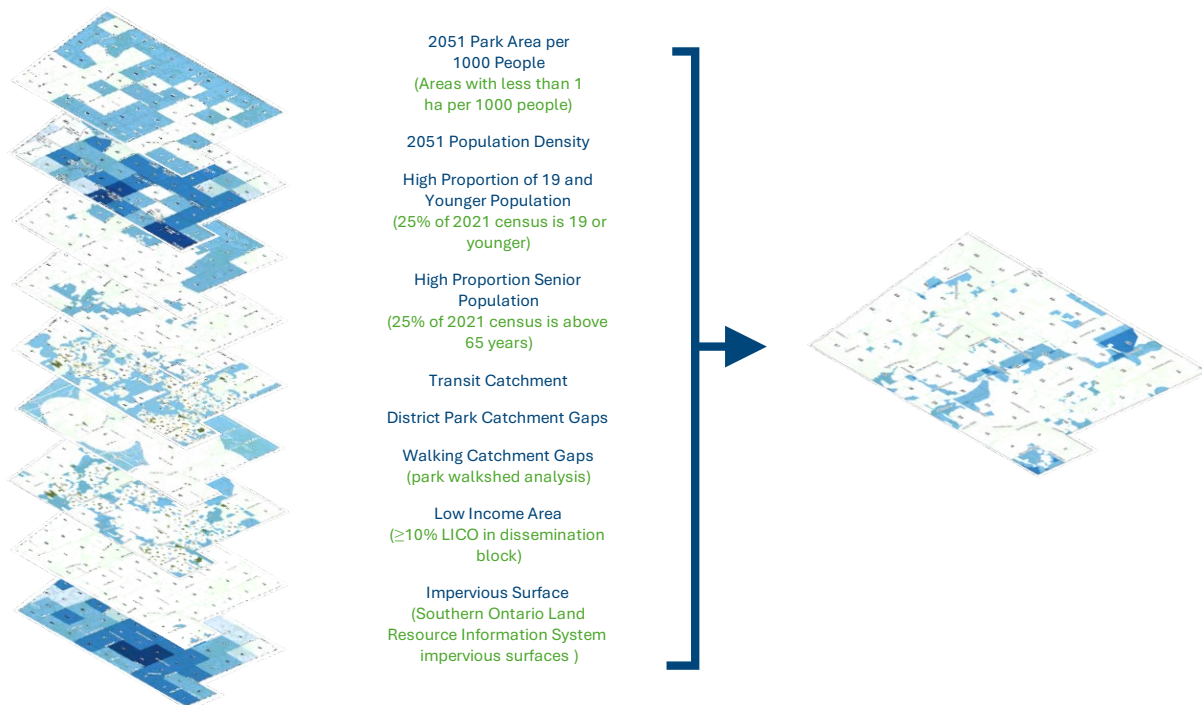 2051 Park Area per
1000 People
(Areas with less than 1
ha per 1000 people)
2051 Population Density
High Proportion of 19 and
Younger Population
(25% of 2021 census is 19 or
younger)
High Proportion Senior
Population
(25% of 2021 census is above
65 years)
Transit Catchment
District Park Catchment Gaps
Walking Catchment Gaps
(park walkshed analysis)
Low Income Area
(≥10% LICO in dissemination
block)
Impervious Surface
(Southern Ontario Land
Resource Information System
impervious surfaces )